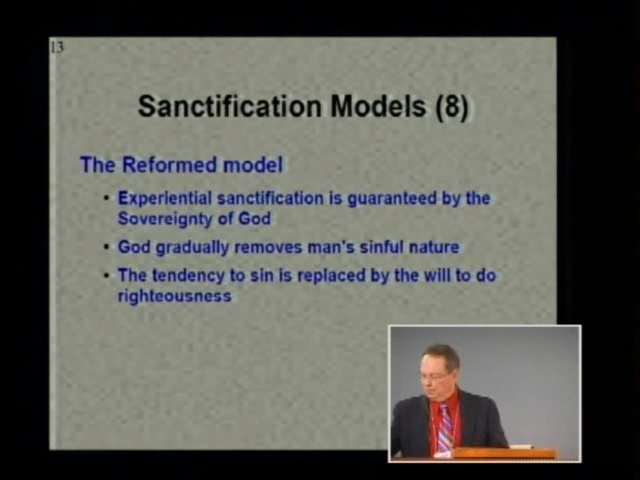 13
Sanctification Models (8)
The Reformed model
• Experiential sanctification is guaranteed by the
Sovereignty of God
• God gradually removes man's sinful nature
• The tendency to sin is replaced by the will to do
righteousness